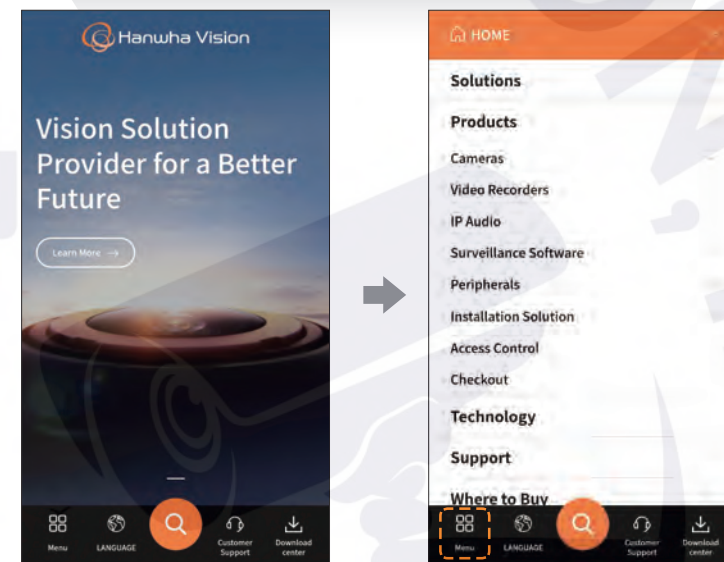 Hanwha Vision
Vision Solution
Provider for a Better
Future
Learn More →
Menu
LANGUAGE
Customer
Support
Download
center
HOME
Solutions
Products
Cameras
Video Recorders
IP Audio
Surveillance Software
Peripherals
Installation Solution
Access Control
Checkout
Technology
Support
Where to Buy
Menu
LANGUAGE
Customer
Support
Download
center